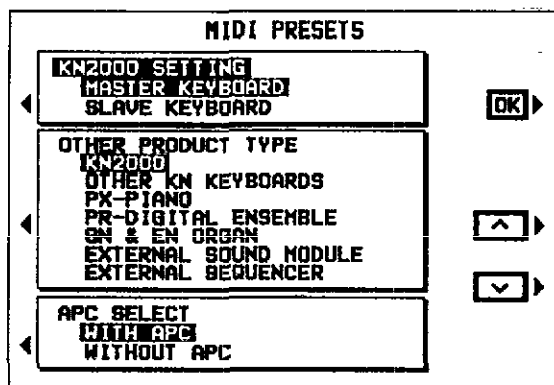 MIDI PRESETS
KN2000 SETTING
MASTER KEYBOARD
SLAVE KEYBOARD
OK
OTHER PRODUCT TYPE
KN2000
OTHER KN KEYBOARDS
PX-PIANO
PR-DIGITAL ENSEMBLE
GN & EN ORGAN
EXTERNAL SOUND MODULE
EXTERNAL SEQUENCER
APC SELECT
WITH APC
WITHOUT APC